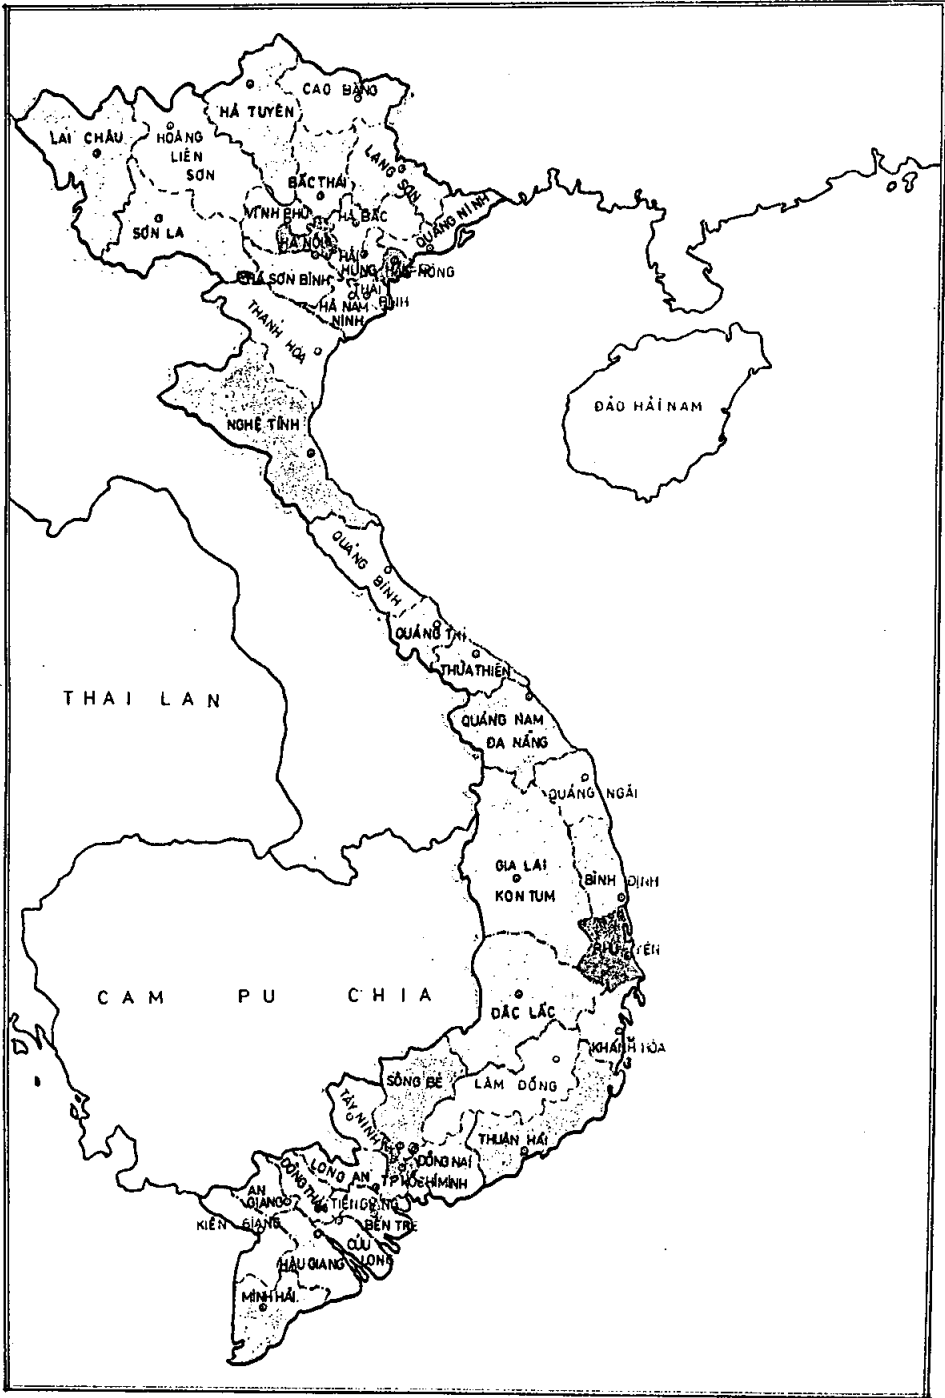 CAO BẰNG
HÀ TUYÊN
LAI CHÂU
HOÀNG
LIÊN
SƠN
LẠNG SƠN
BẮC THÁI
VĨNH PHÚ
HÀ BẮC
QUẢNG NINH
SƠN LA
HÀ NỘI
HẢI
HƯNG
HẢI PHÒNG
HÀ SƠN BÌNH
THÁI
BÌNH
HÀ NAM
NINH
THANH HÓA
ĐẢO HẢI NAM
NGHỆ TĨNH
QUẢNG BÌNH
QUẢNG TRỊ
THỪA THIÊN
THAI LAN
QUẢNG NAM
ĐÀ NẴNG
QUẢNG NGÃI
GIA LAI
KON TUM
BÌNH ĐỊNH
PHÚ YÊN
CAM PU CHIA
ĐẮC LẮC
KHÁNH HÒA
SÔNG BÉ
LÂM ĐỒNG
TÂY NINH
THUẬN HẢI
ĐỒNG NAI
LONG AN
TP HỒ CHÍ MINH
ĐỒNG THÁP
AN
GIANG
TIỀN GIANG
KIÊN GIANG
BẾN TRE
CỬU
LONG
HẬU GIANG
MINH HẢI